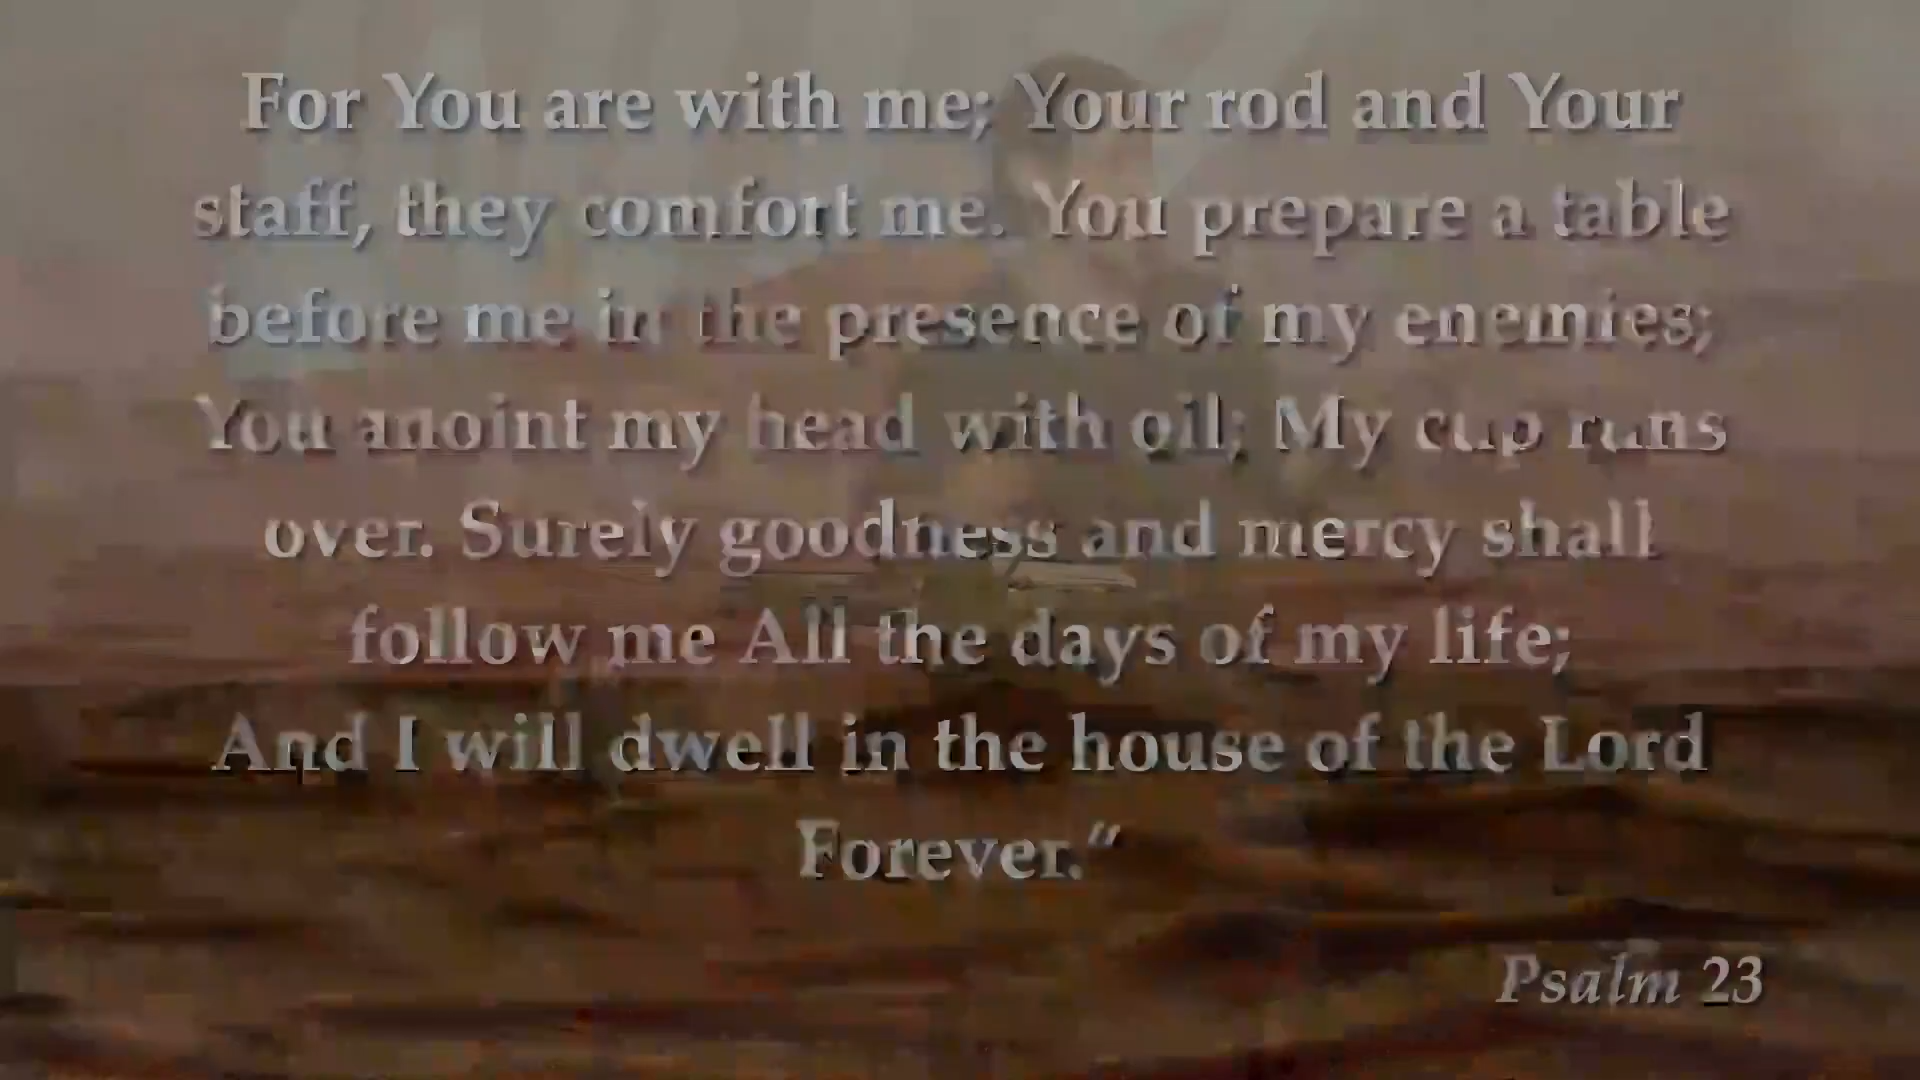 For You are with me; Your rod and Your
staff, they comfort me. You prepare a table
before me in the presence of my enemies;
You anoint my head with oil; My cup runs
over. Surely goodness and mercy shall
follow me All the days of my life;
And I will dwell in the house of the Lord
Forever.“
Psalm 23